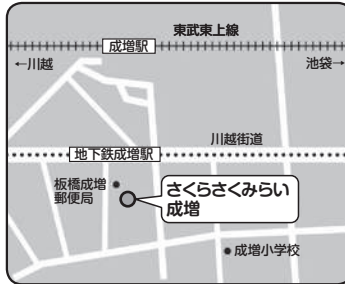 東武東上線
成増駅
←川越
池袋→
川越街道
地下鉄成増駅
板橋成増
郵便局
さくらさくみらい
成増
成増小学校